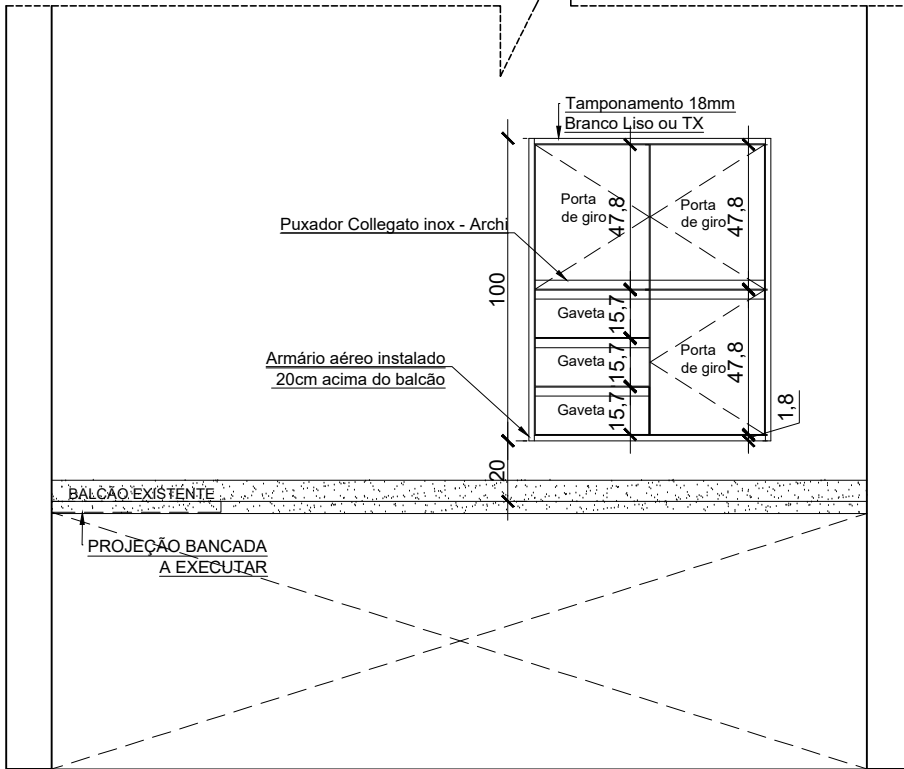 Tamponamento 18mm
Branco Liso ou TX
Porta
de giro
47,8
Porta
de giro
47,8
Puxador Collegato inox - Archi
100
Gaveta
15,7
Armário aéreo instalado
20cm acima do balcão
Gaveta
15,7
Porta
de giro
47,8
Gaveta
15,7
1,8
20
BALCÃO EXISTENTE
PROJEÇÃO BANCADA
A EXECUTAR